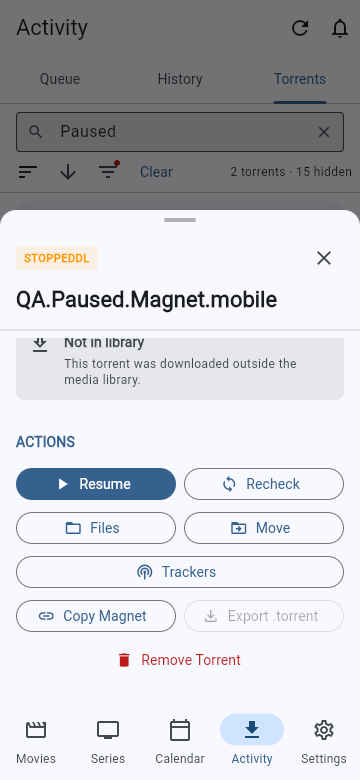 Activity
Queue History Torrents
Paused
Clear 2 torrents · 15 hidden
STOPPEDDL
QA.Paused.Magnet.mobile
Not in library
This torrent was downloaded outside the
media library.
ACTIONS
Resume Recheck
Files Move
Trackers
Copy Magnet Export .torrent
Remove Torrent
Movies Series Calendar Activity Settings